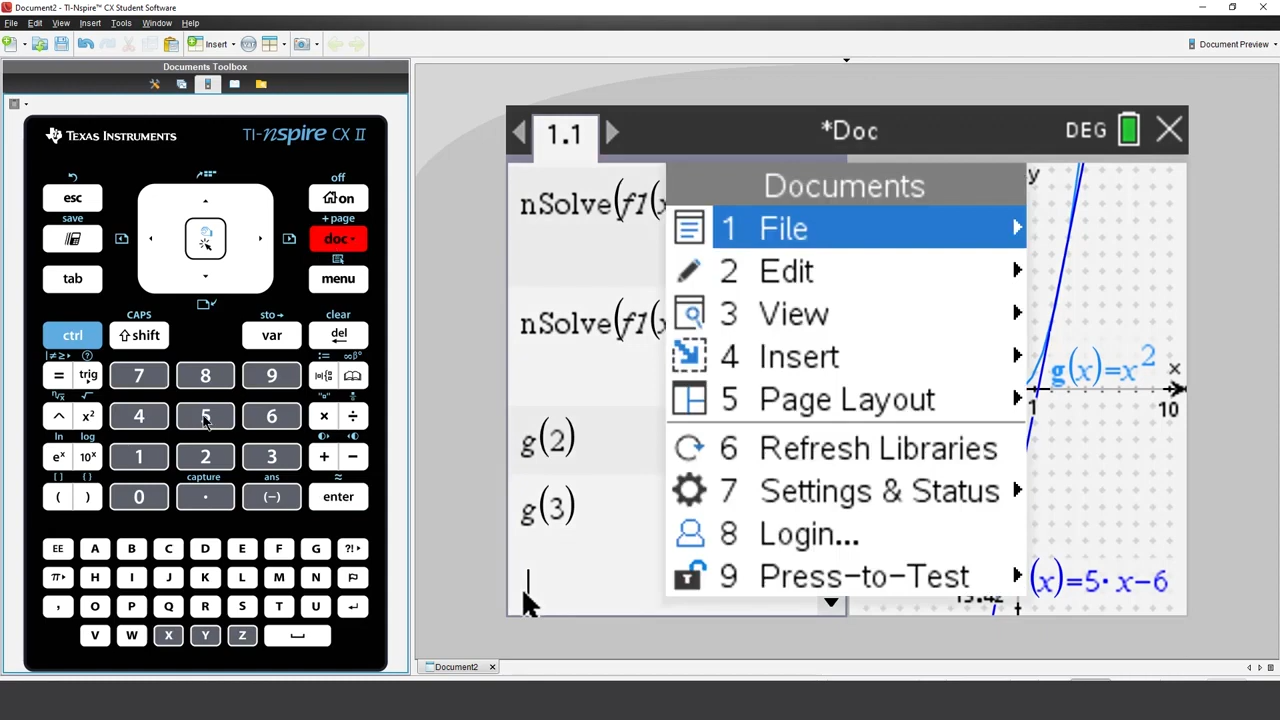 Document2 - TI-Nspire™ CX Student Software
File Edit View Insert Tools Window Help
Insert
Document Preview
Documents Toolbox
TEXAS INSTRUMENTS
TI-nspire CX II
off
esc
on
save
+ page
doc
tab
menu
CAPS
sto→
clear
ctrl
shift
var
del
=
trig
7
8
9
^
x²
4
5
6
×
÷
ln
log
eˣ
10ˣ
1
2
3
+
−
capture
ans
≈
(
)
0
.
(−)
enter
EE A B C D E F G ?!
π H I J K L M N
, O P Q R S T U
V W X Y Z
1.1
*Doc
DEG
nSolve(f1(x
nSolve(f1(x
g(2)
g(3)
Documents
1 File
2 Edit
3 View
4 Insert
5 Page Layout
6 Refresh Libraries
7 Settings & Status
8 Login...
9 Press-to-Test
y
g(x)=x²
x
1
10
(x)=5·x−6
Document2